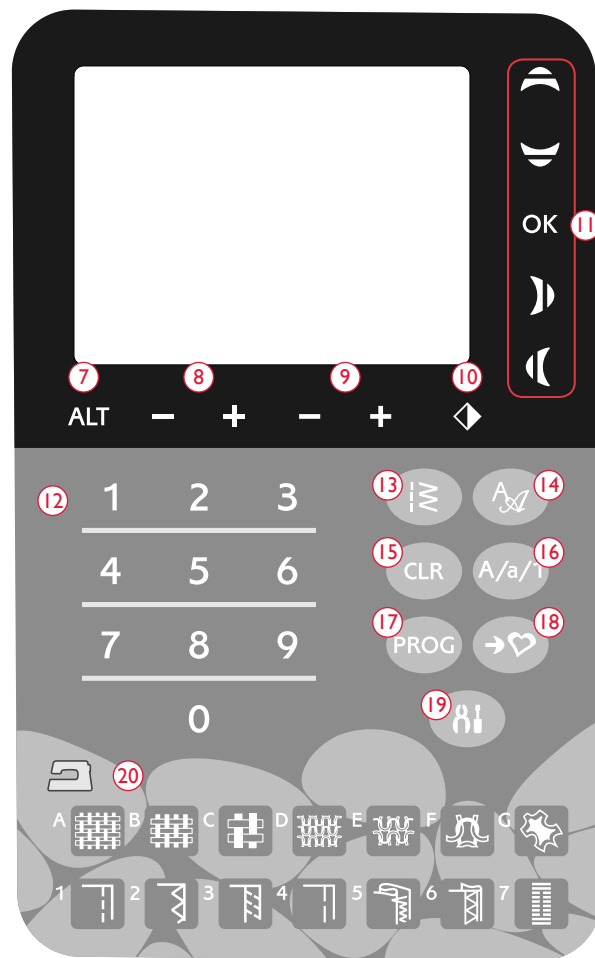 OK 11
7 8 9 10
ALT − + − +
12 1 2 3 13 14
4 5 6 15 CLR 16 A/a/1
7 8 9 17 PROG 18
0 19
20
A B C D E F G
1 2 3 4 5 6 7